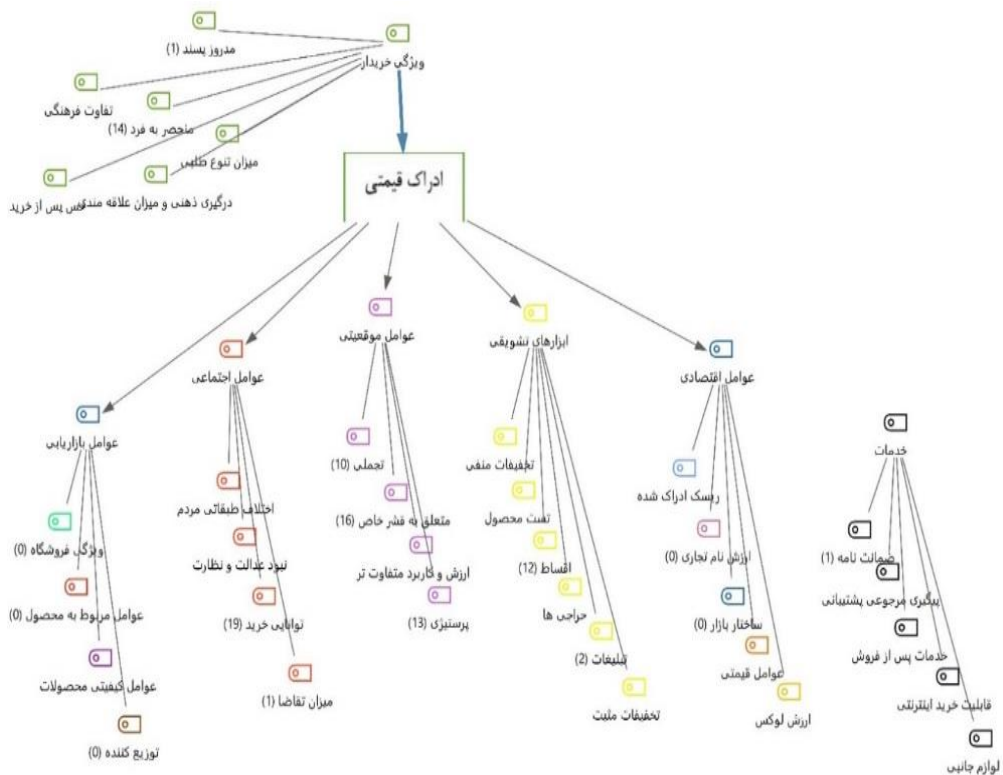 مدروز پسند (1)
ویژگی خریدار
تفاوت فرهنگی
منحصر به فرد (14)
میزان تنوع طلبی
درگیری ذهنی و میزان علاقه مندی
حس پس از خرید
ادراک قیمتی
عوامل موقعیتی
ابزارهای تشویقی
عوامل اجتماعی
عوامل اقتصادی
عوامل بازاریابی
خدمات
تجملی (10)
تخفیفات منفی
ریسک ادراک شده
اختلاف طبقاتی مردم
متعلق به قشر خاص (16)
تست محصول
ویژگی فروشگاه (0)
نبود عدالت و نظارت
ارزش و کاربرد متفاوت تر
اقساط (12)
ارزش نام تجاری (0)
ضمانت نامه (1)
عوامل مربوط به محصول (0)
توانایی خرید (19)
پرستیژی (13)
حراجی ها
ساختار بازار (0)
پیگیری مرجوعی پشتیبانی
عوامل کیفیتی محصولات
میزان تقاضا (1)
تبلیغات (2)
عوامل قیمتی
خدمات پس از فروش
توزیع کننده (0)
تخفیفات مثبت
ارزش لوکس
قابلیت خرید اینترنتی
لوازم جانبی